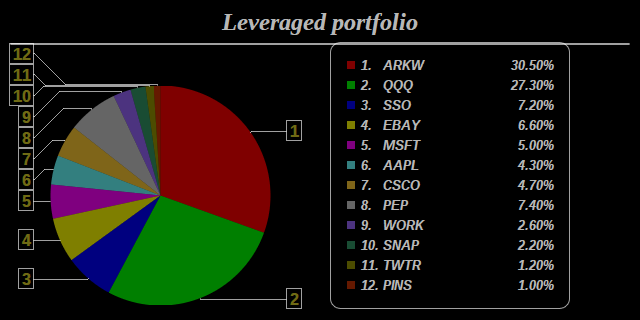 Leveraged portfolio
12
11
10
9
8
7
6
5
4
3
1
2
1. ARKW 30.50%
2. QQQ 27.30%
3. SSO 7.20%
4. EBAY 6.60%
5. MSFT 5.00%
6. AAPL 4.30%
7. CSCO 4.70%
8. PEP 7.40%
9. WORK 2.60%
10. SNAP 2.20%
11. TWTR 1.20%
12. PINS 1.00%